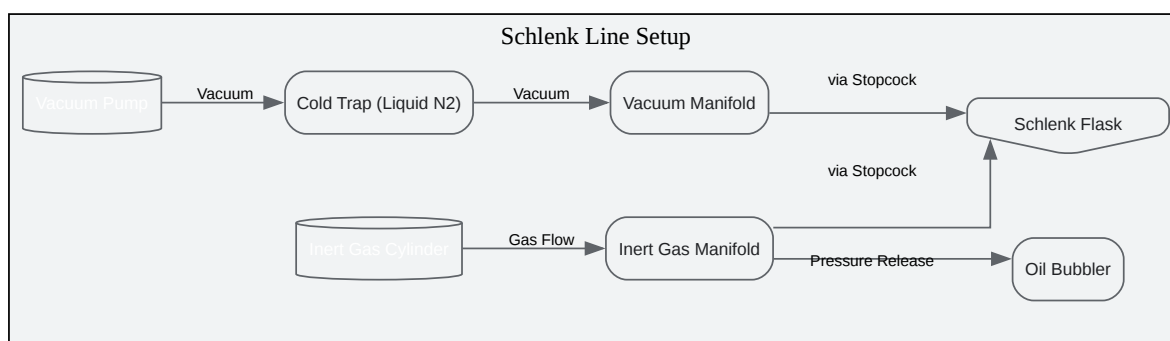 Schlenk Line Setup
Vacuum Pump
Vacuum
Cold Trap (Liquid N2)
Vacuum
Vacuum Manifold
via Stopcock
Schlenk Flask
via Stopcock
Inert Gas Cylinder
Gas Flow
Inert Gas Manifold
Pressure Release
Oil Bubbler